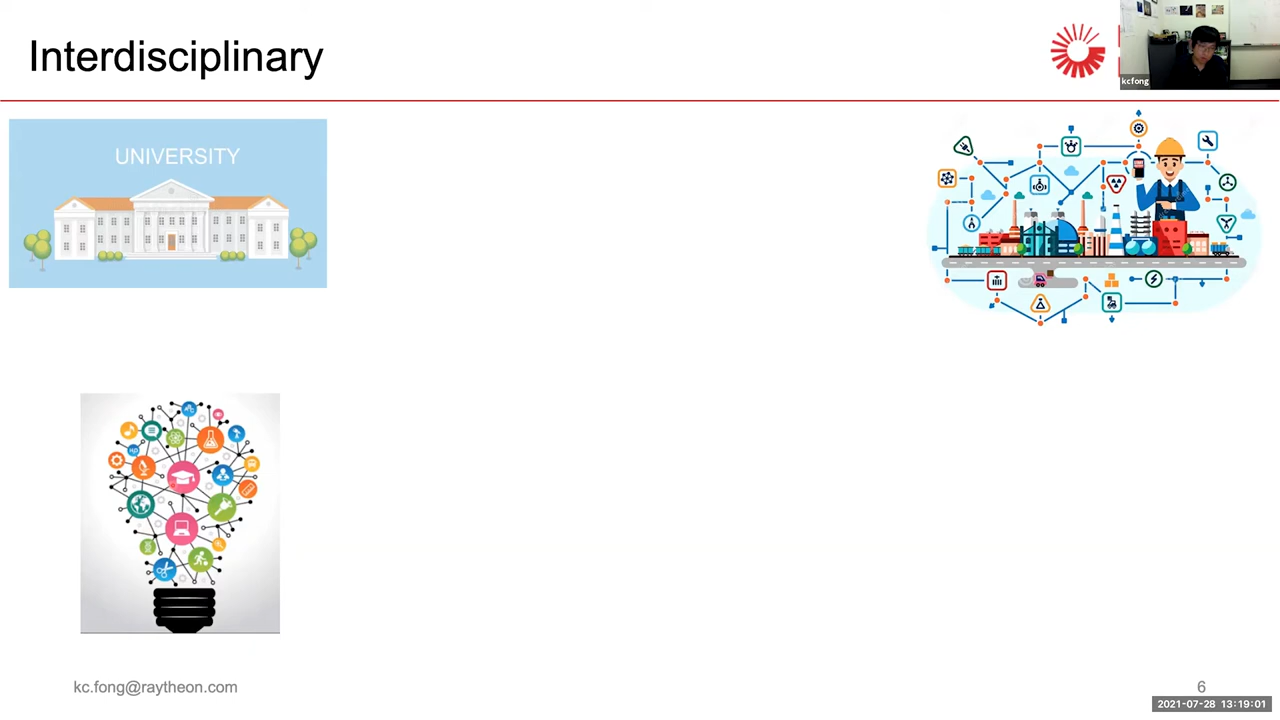 Interdisciplinary
kcfong
UNIVERSITY
kc.fong@raytheon.com
6
2021-07-28 13:19:01